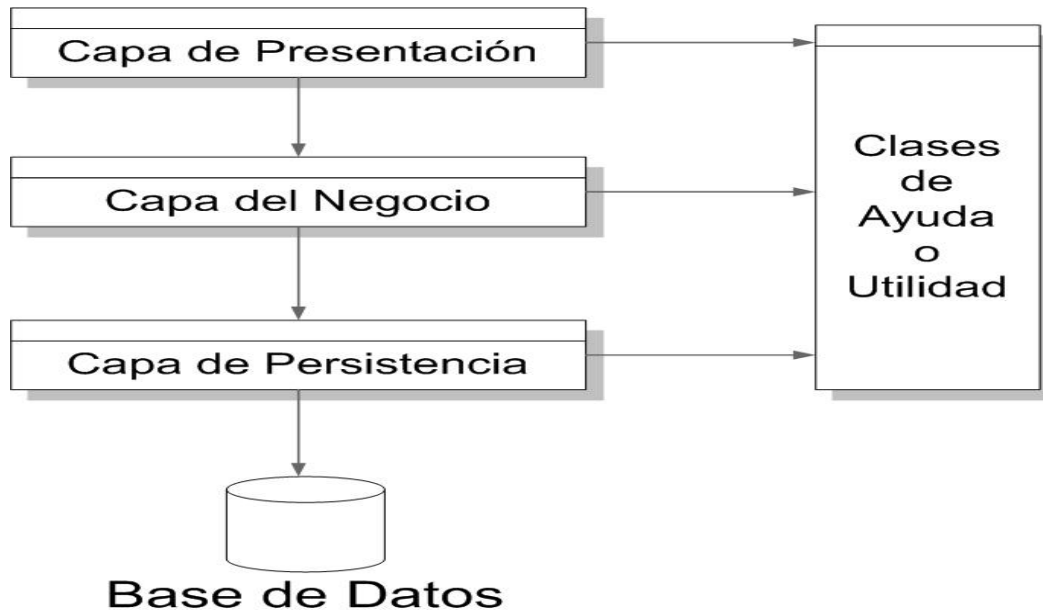 Capa de Presentación
Capa del Negocio
Capa de Persistencia
Clases
de
Ayuda
o
Utilidad
Base de Datos